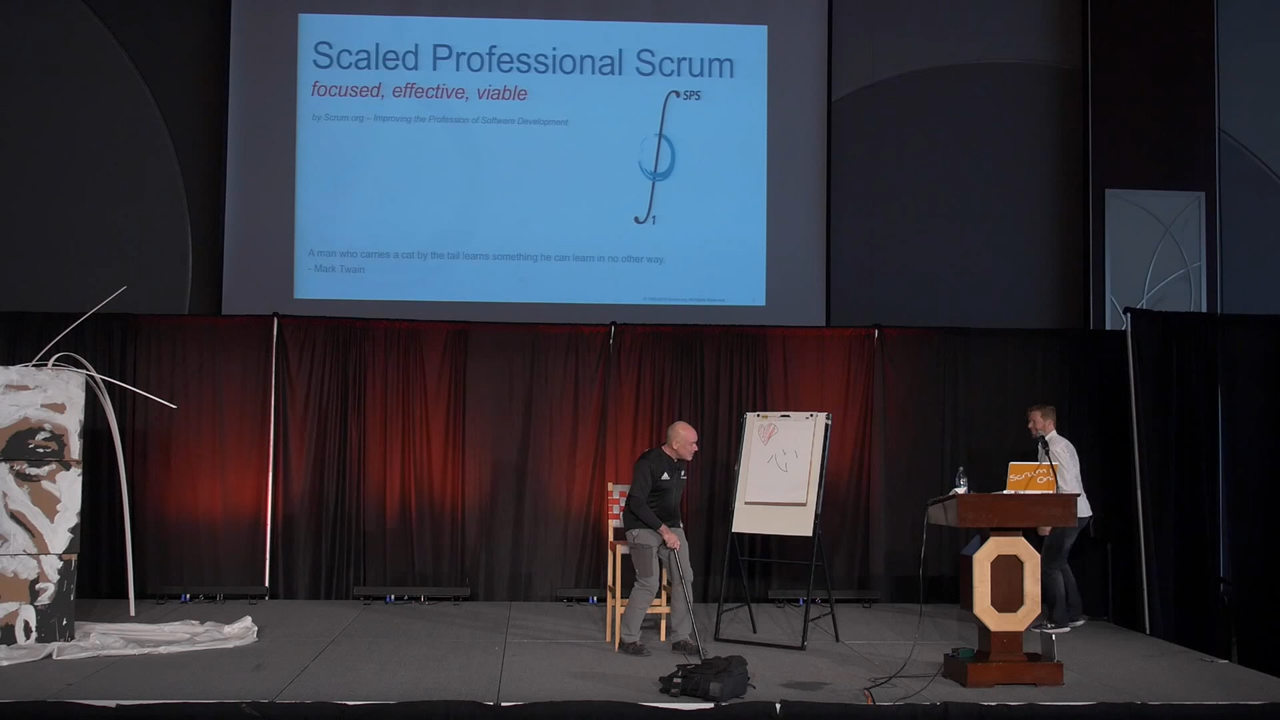 Scaled Professional Scrum
focused, effective, viable
SPS
by Scrum.org – Improving the Profession of Software Development
1
A man who carries a cat by the tail learns something he can learn in no other way.
- Mark Twain
心
scrum
on